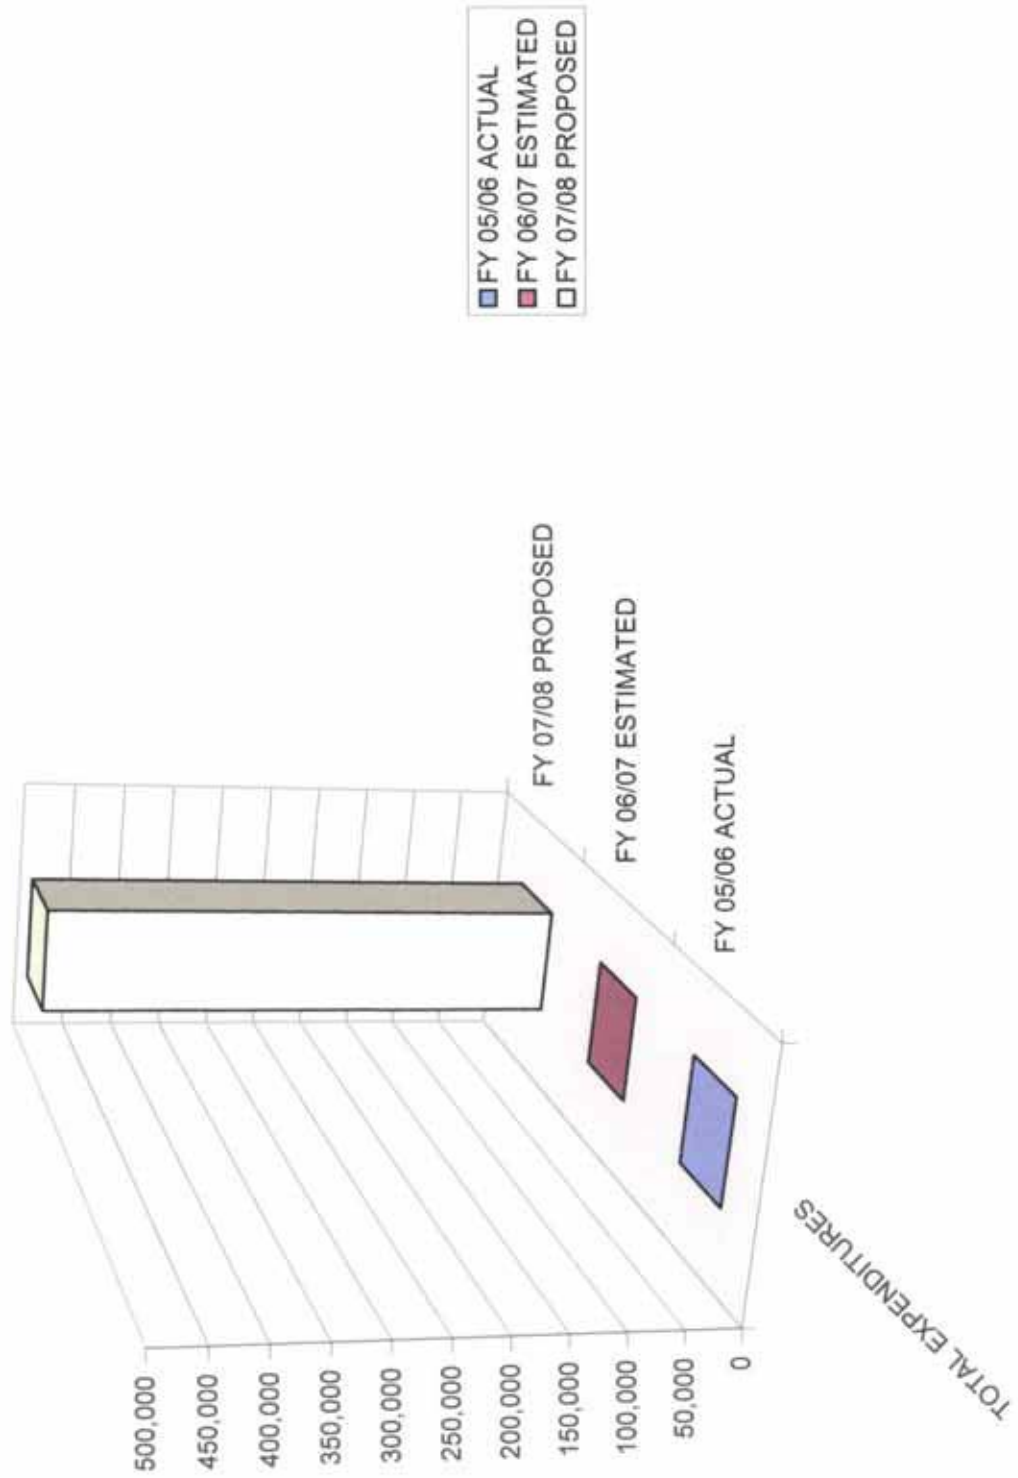 500,000
450,000
400,000
350,000
300,000
250,000
200,000
150,000
100,000
50,000
0
TOTAL EXPENDITURES
FY 05/06 ACTUAL
FY 06/07 ESTIMATED
FY 07/08 PROPOSED
FY 05/06 ACTUAL
FY 06/07 ESTIMATED
FY 07/08 PROPOSED